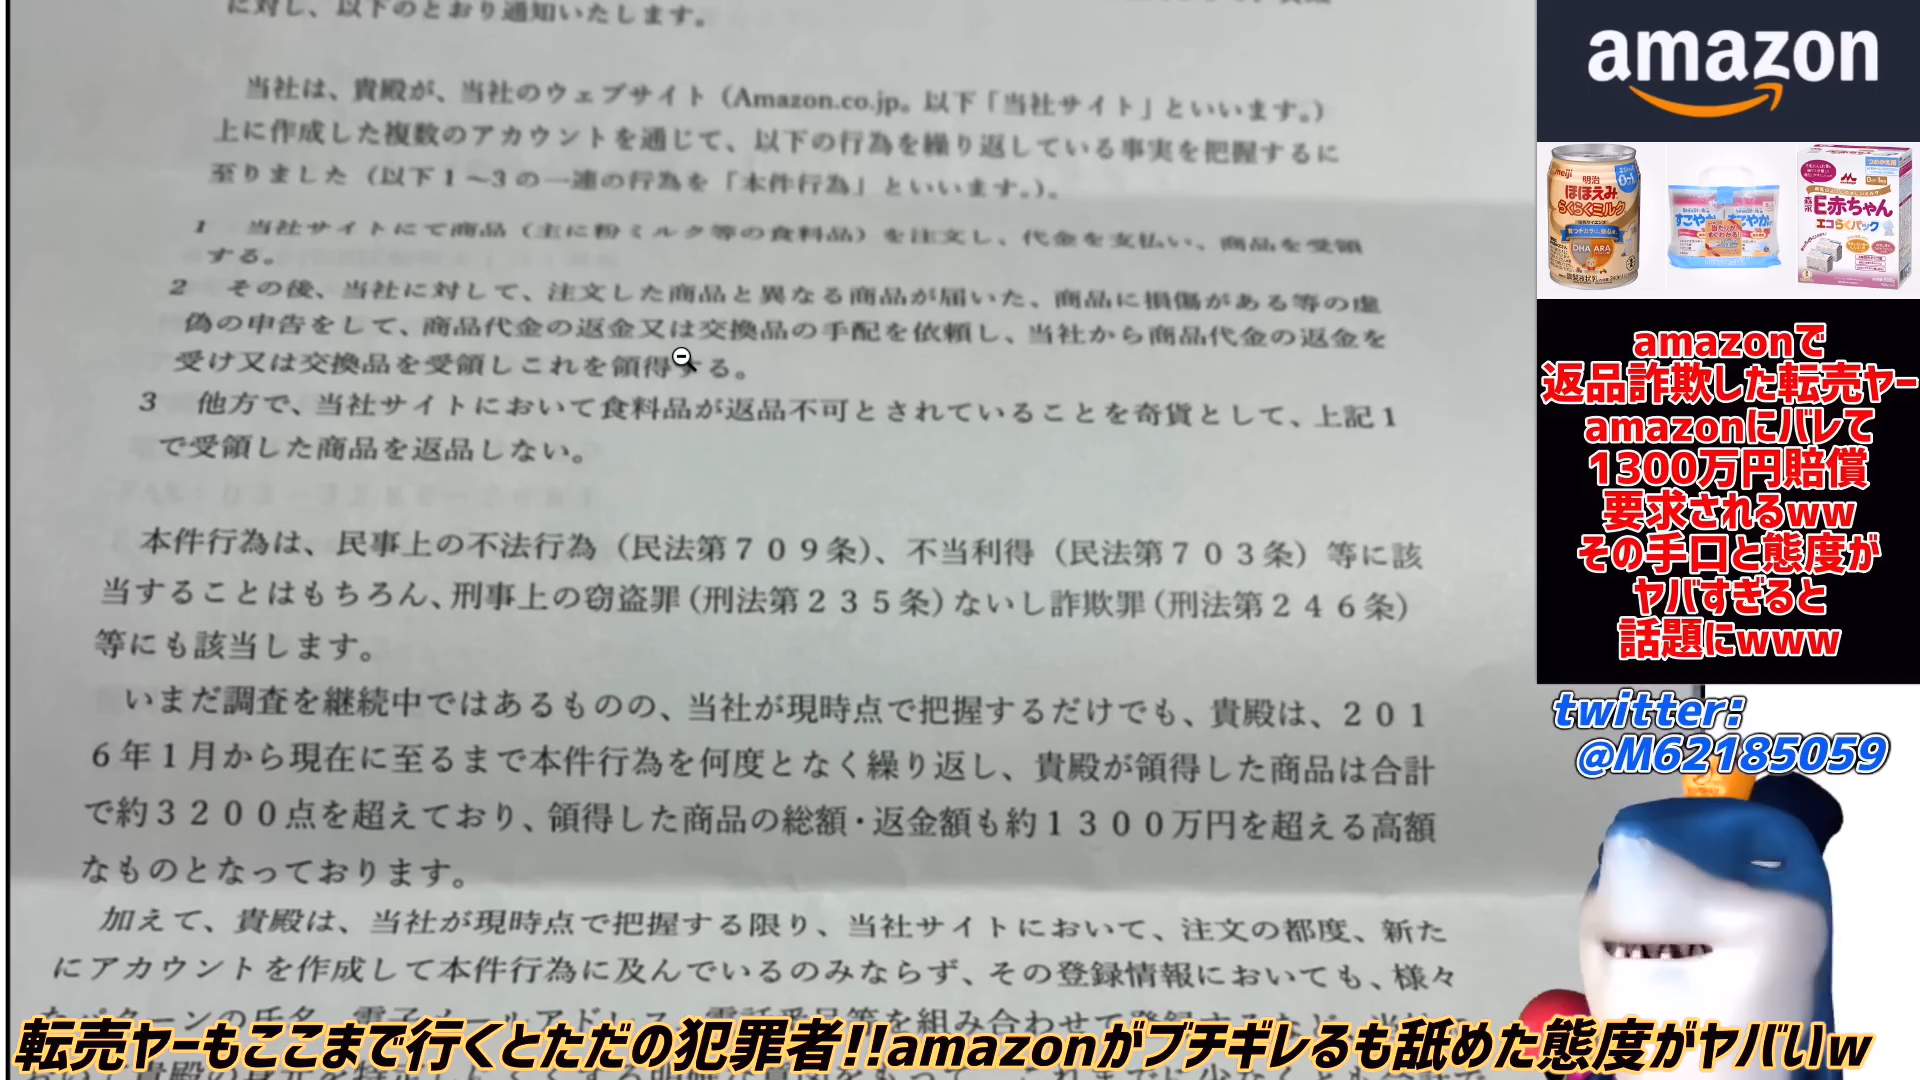 に対し、以下のとおり通知いたします。
当社は、貴殿が、当社のウェブサイト（Amazon.co.jp。以下「当社サイト」といいます。）
上に作成した複数のアカウントを通じて、以下の行為を繰り返している事実を把握するに
至りました（以下１～３の一連の行為を「本件行為」といいます。）。
１　当社サイトにて商品（主に粉ミルク等の食料品）を注文し、代金を支払い、商品を受領
する。
２　その後、当社に対して、注文した商品と異なる商品が届いた、商品に損傷がある等の虚
偽の申告をして、商品代金の返金又は交換品の手配を依頼し、当社から商品代金の返金を
受け又は交換品を受領しこれを領得する。
３　他方で、当社サイトにおいて食料品が返品不可とされていることを奇貨として、上記１
で受領した商品を返品しない。
本件行為は、民事上の不法行為（民法第７０９条）、不当利得（民法第７０３条）等に該
当することはもちろん、刑事上の窃盗罪（刑法第２３５条）ないし詐欺罪（刑法第２４６条）
等にも該当します。
いまだ調査を継続中ではあるものの、当社が現時点で把握するだけでも、貴殿は、２０１
６年１月から現在に至るまで本件行為を何度となく繰り返し、貴殿が領得した商品は合計
で約３２００点を超えており、領得した商品の総額・返金額も約１３００万円を超える高額
なものとなっております。
加えて、貴殿は、当社が現時点で把握する限り、当社サイトにおいて、注文の都度、新た
にアカウントを作成して本件行為に及んでいるのみならず、その登録情報においても、様々
転売ヤーもここまで行くとただの犯罪者!!amazonがブチギレるも舐めた態度がヤバいw
amazon
meiji
明治
ほほえみ
らくらくミルク
DHA ARA
すこやか
すこやか
森永
E赤ちゃん
エコらくパック
amazonで
返品詐欺した転売ヤー
amazonにバレて
1300万円賠償
要求されるww
その手口と態度が
ヤバすぎると
話題にwww
twitter:
@M62185059